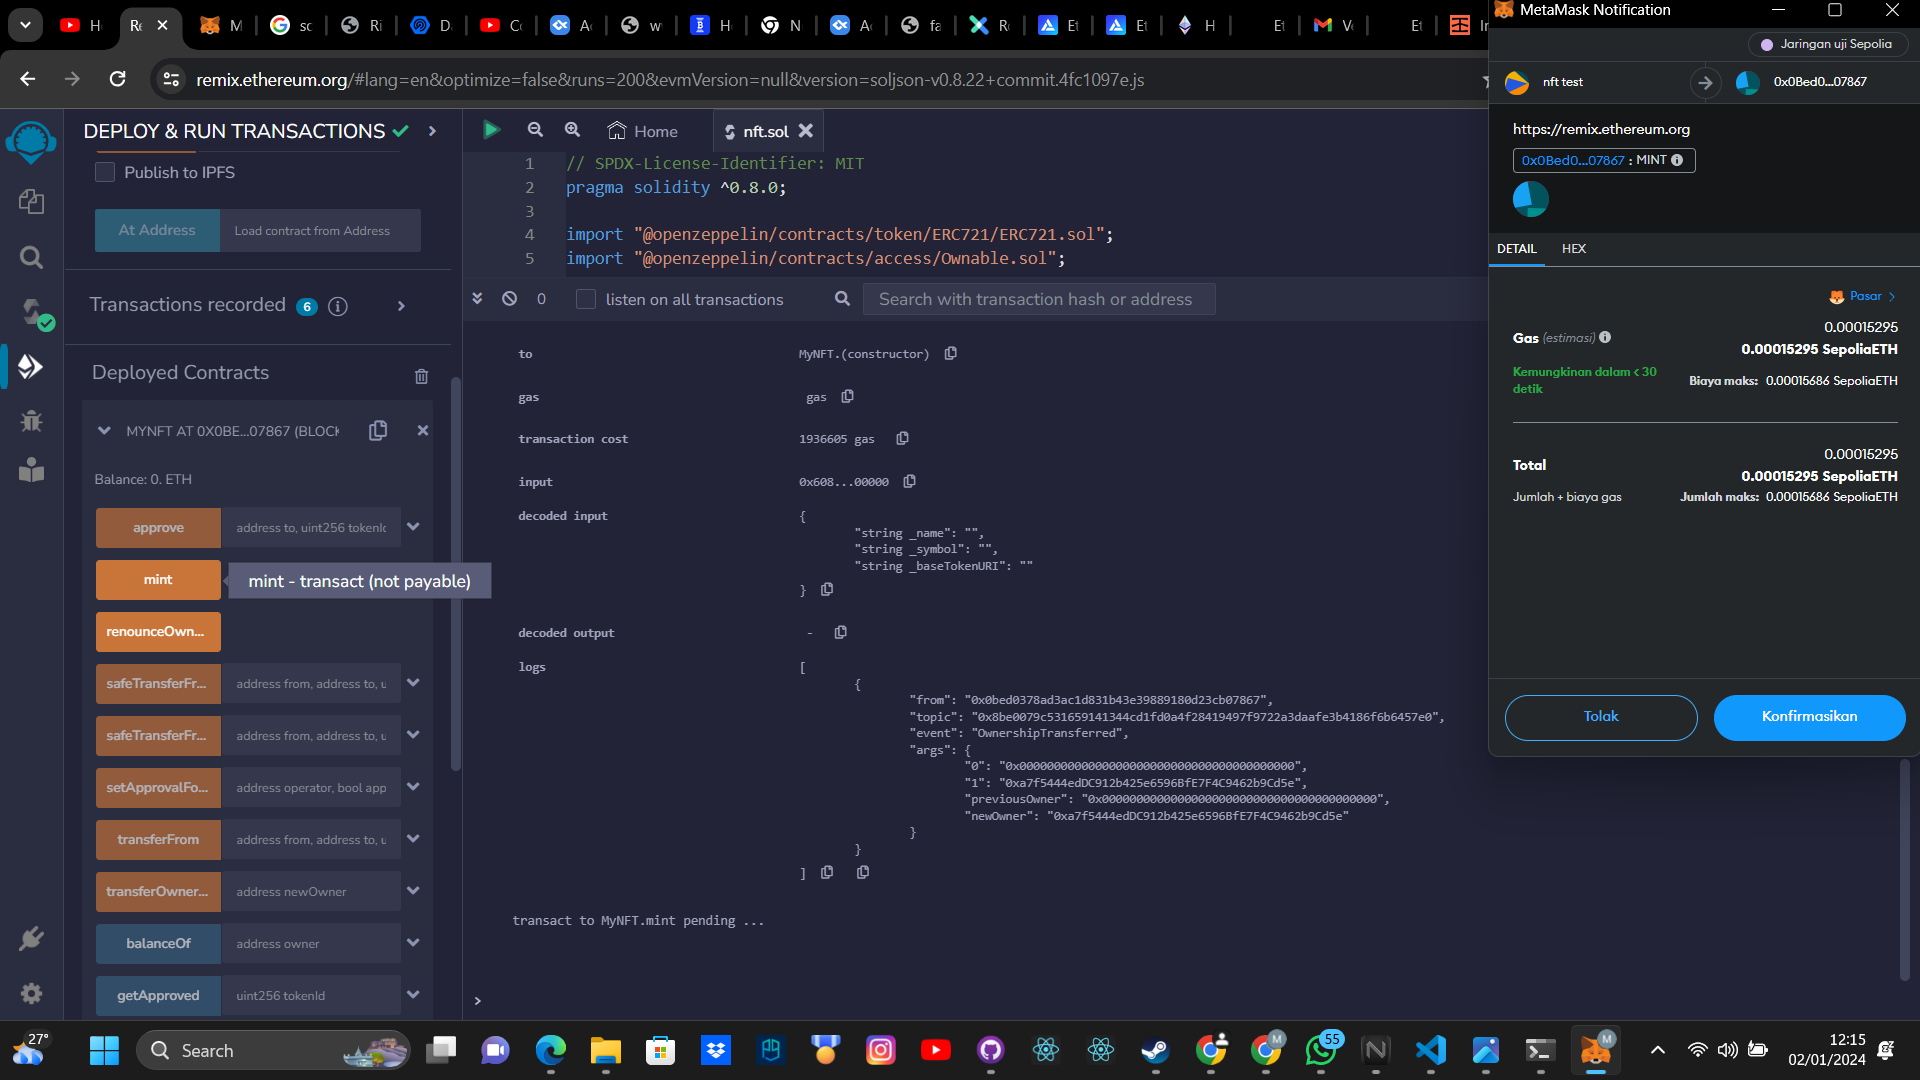 Re
remix.ethereum.org/#lang=en&optimize=false&runs=200&evmVersion=null&version=soljson-v0.8.22+commit.4fc1097e.js
DEPLOY & RUN TRANSACTIONS
Publish to IPFS
At Address
Load contract from Address
Transactions recorded 6 i
Deployed Contracts
MYNFT AT 0X0BE...07867 (BLOCK
Balance: 0. ETH
approve
address to, uint256 tokenId
mint
mint - transact (not payable)
renounceOwn...
safeTransferFr...
address from, address to, u
safeTransferFr...
address from, address to, u
setApprovalFo...
address operator, bool app
transferFrom
address from, address to, u
transferOwner...
address newOwner
balanceOf
address owner
getApproved
uint256 tokenId
Home
nft.sol
1 // SPDX-License-Identifier: MIT
2 pragma solidity ^0.8.0;
3
4 import "@openzeppelin/contracts/token/ERC721/ERC721.sol";
5 import "@openzeppelin/contracts/access/Ownable.sol";
0
listen on all transactions
Search with transaction hash or address
to MyNFT.(constructor)
gas gas
transaction cost 1936605 gas
input 0x608...00000
decoded input {
"string _name": "",
"string _symbol": "",
"string _baseTokenURI": ""
}
decoded output -
logs [
{
"from": "0x0bed0378ad3ac1d831b43e39889180d23cb07867",
"topic": "0x8be0079c531659141344cd1fd0a4f28419497f9722a3daafe3b4186f6b6457e0",
"event": "OwnershipTransferred",
"args": {
"0": "0x0000000000000000000000000000000000000000",
"1": "0xa7f5444edDC912b425e6596BfE7F4C9462b9Cd5e",
"previousOwner": "0x0000000000000000000000000000000000000000",
"newOwner": "0xa7f5444edDC912b425e6596BfE7F4C9462b9Cd5e"
}
}
]
transact to MyNFT.mint pending ...
>
MetaMask Notification
Jaringan uji Sepolia
nft test
0x0Bed0...07867
https://remix.ethereum.org
0x0Bed0...07867 : MINT
DETAIL HEX
Pasar >
0.00015295
Gas (estimasi)
0.00015295 SepoliaETH
Kemungkinan dalam < 30
detik
Biaya maks: 0.00015686 SepoliaETH
0.00015295
Total
0.00015295 SepoliaETH
Jumlah + biaya gas
Jumlah maks: 0.00015686 SepoliaETH
Tolak
Konfirmasikan
27°
Search
55
12:15
02/01/2024